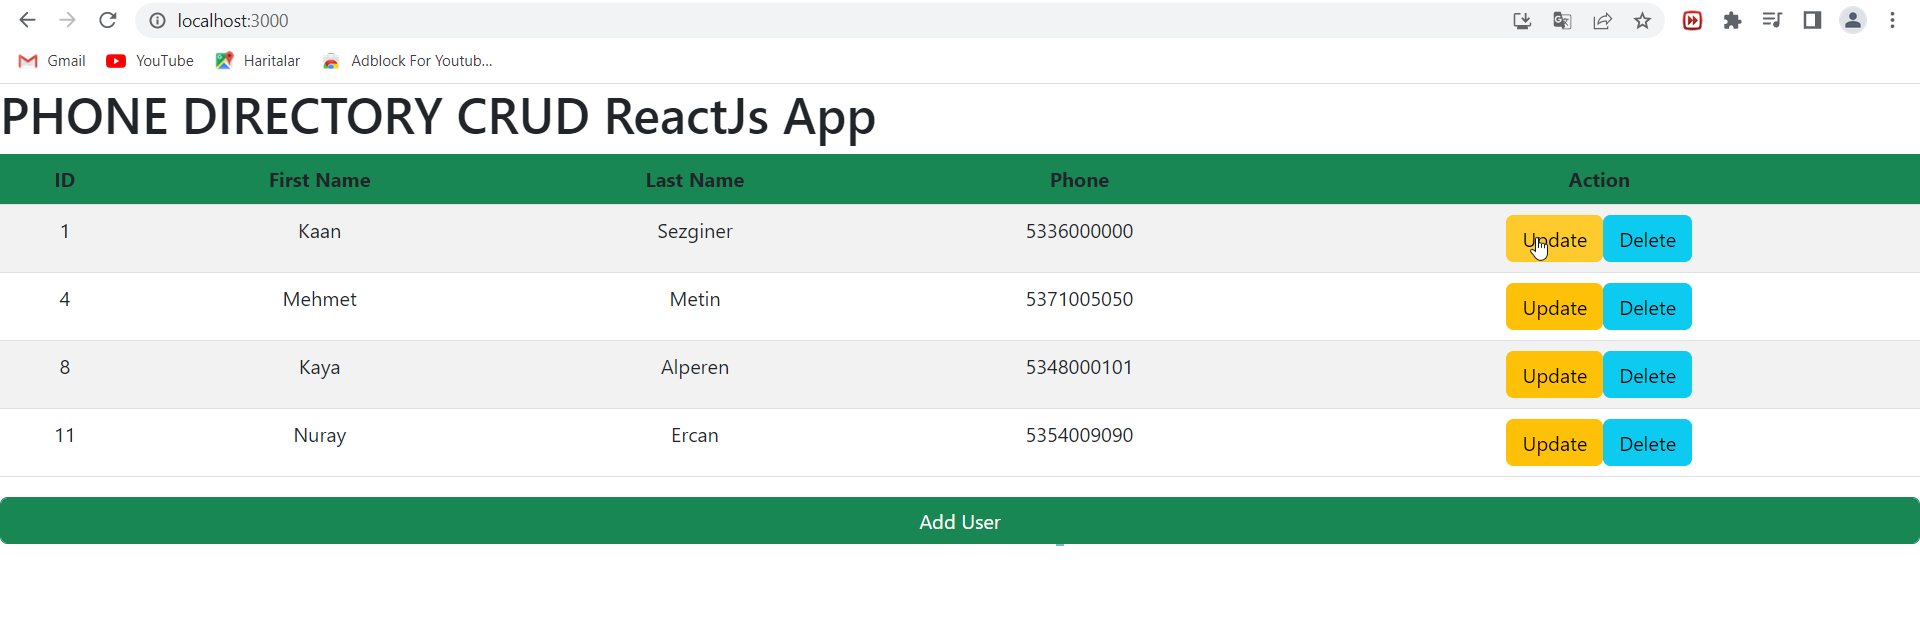 localhost:3000
Gmail YouTube Haritalar Adblock For Youtub...
PHONE DIRECTORY CRUD ReactJs App
ID First Name Last Name Phone Action
1 Kaan Sezginer 5336000000 Update Delete
4 Mehmet Metin 5371005050 Update Delete
8 Kaya Alperen 5348000101 Update Delete
11 Nuray Ercan 5354009090 Update Delete
Add User